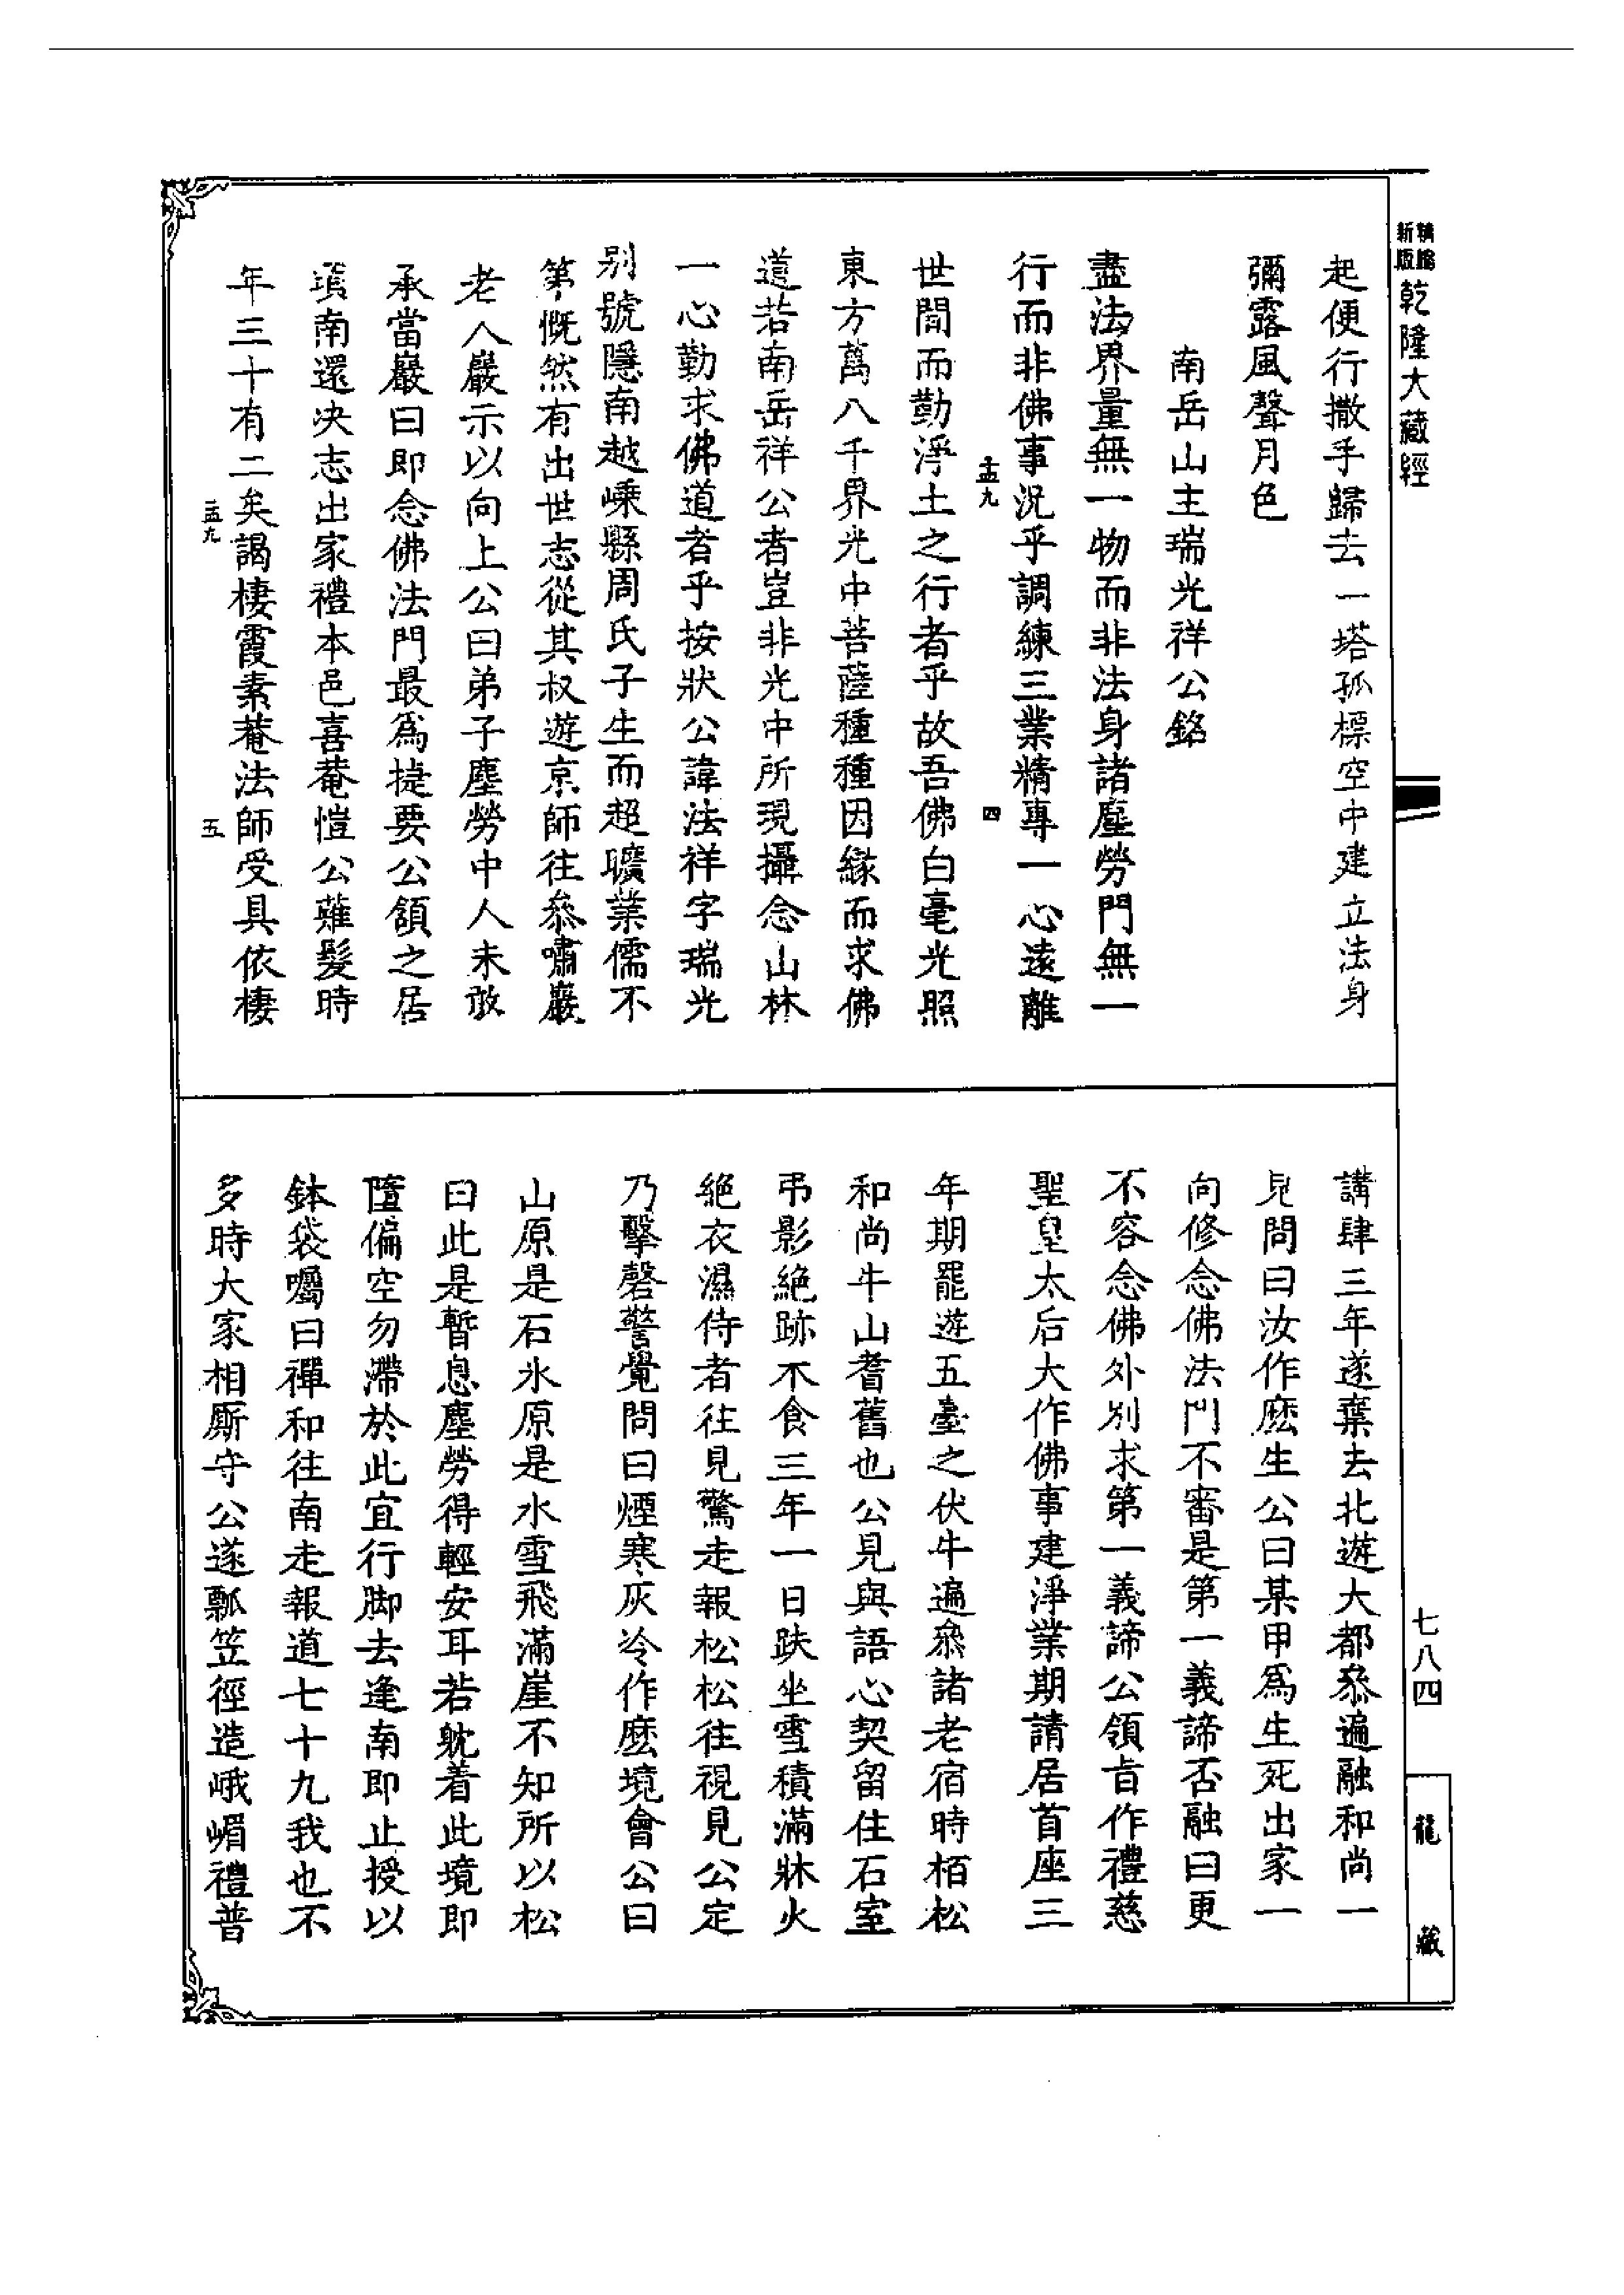 精縮
新版
乾隆大藏經
起便行撒手歸去一塔孤標空中建立法身
彌露風聲月色
南岳山主瑞光祥公銘
盡法界量無一物而非法身諸塵勞門無一
行而非佛事況乎調練三業精專一心遠離
孟九
四
世間而勤淨土之行者乎故吾佛白毫光照
東方萬八千界光中菩薩種種因緣而求佛
道若南岳祥公者豈非光中所現攝念山林
一心勤求佛道者乎按狀公諱法祥字瑞光
別號隱南越嵊縣周氏子生而超曠業儒不
第慨然有出世志從其叔遊京師往叅嘯巖
老人巖示以向上公曰弟子塵勞中人未敢
承當巖曰即念佛法門最爲捷要公頷之居
項南還决志出家禮本邑喜菴愷公薙髮時
年三十有二矣謁棲霞素菴法師受具依棲
孟九
五
講肆三年遂棄去北遊大都叅遍融和尚一
見問曰汝作麽生公曰某甲爲生死出家一
向修念佛法門不審是第一義諦否融曰更
不容念佛外別求第一義諦公領旨作禮慈
聖皇太后大作佛事建淨業期請居首座三
年期罷遊五臺之伏牛遍叅諸老宿時栢松
和尚牛山耆舊也公見與語心契留住石室
弔影絕跡不食三年一日趺坐雪積滿牀火
絕衣濕侍者往見驚走報松松往視見公定
乃擊磬警覺問曰煙寒灰冷作麽境會公曰
山原是石氷原是水雪飛滿崖不知所以松
曰此是暫息塵勞得輕安耳若躭着此境即
墮偏空勿滯於此宜行脚去逢南即止授以
鉢袋囑曰禪和往南走報道七十九我也不
多時大家相厮守公遂瓢笠徑造峨嵋禮普
七八四
龍藏